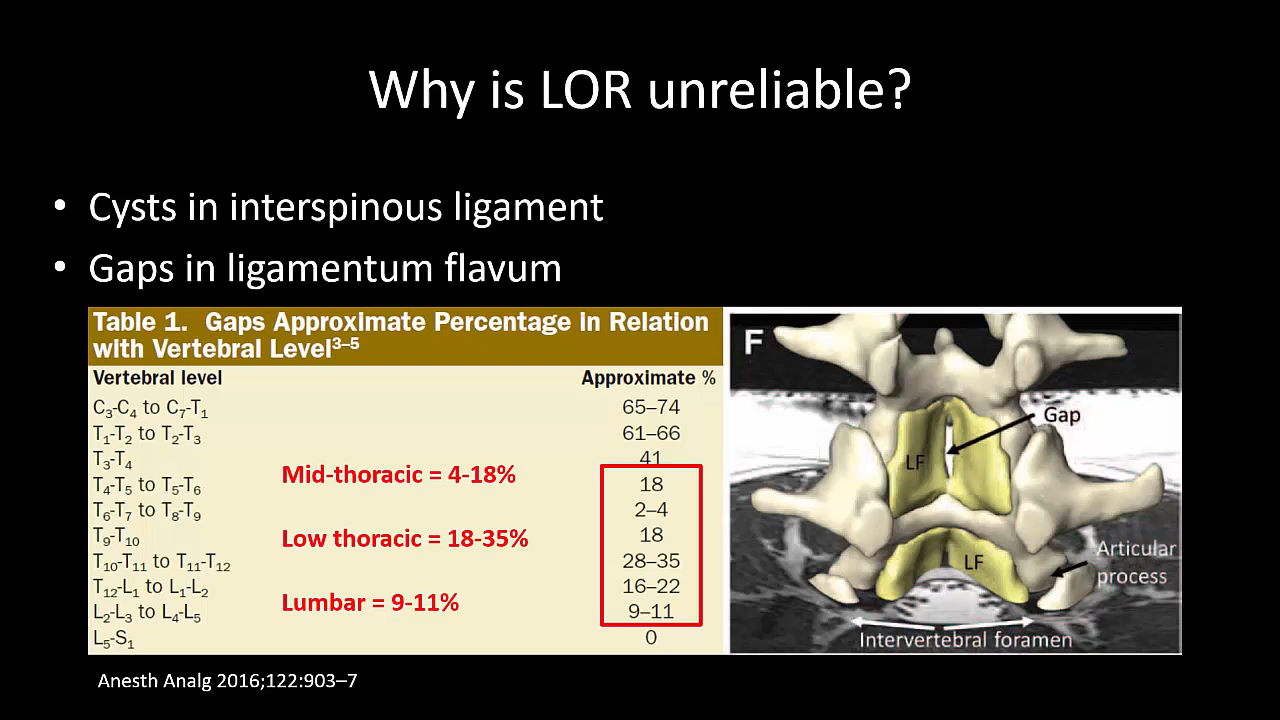 Why is LOR unreliable?
• Cysts in interspinous ligament
• Gaps in ligamentum flavum
Table 1. Gaps Approximate Percentage in Relation
with Vertebral Level³⁻⁵
Vertebral level Approximate %
C₃-C₄ to C₇-T₁ 65–74
T₁-T₂ to T₂-T₃ 61–66
T₃-T₄ 41
T₄-T₅ to T₅-T₆ 18
T₆-T₇ to T₈-T₉ 2–4
T₉-T₁₀ 18
T₁₀-T₁₁ to T₁₁-T₁₂ 28–35
T₁₂-L₁ to L₁-L₂ 16–22
L₂-L₃ to L₄-L₅ 9–11
L₅-S₁ 0
Mid-thoracic = 4-18%
Low thoracic = 18-35%
Lumbar = 9-11%
F
Gap
LF
LF
Articular
process
Intervertebral foramen
Anesth Analg 2016;122:903–7